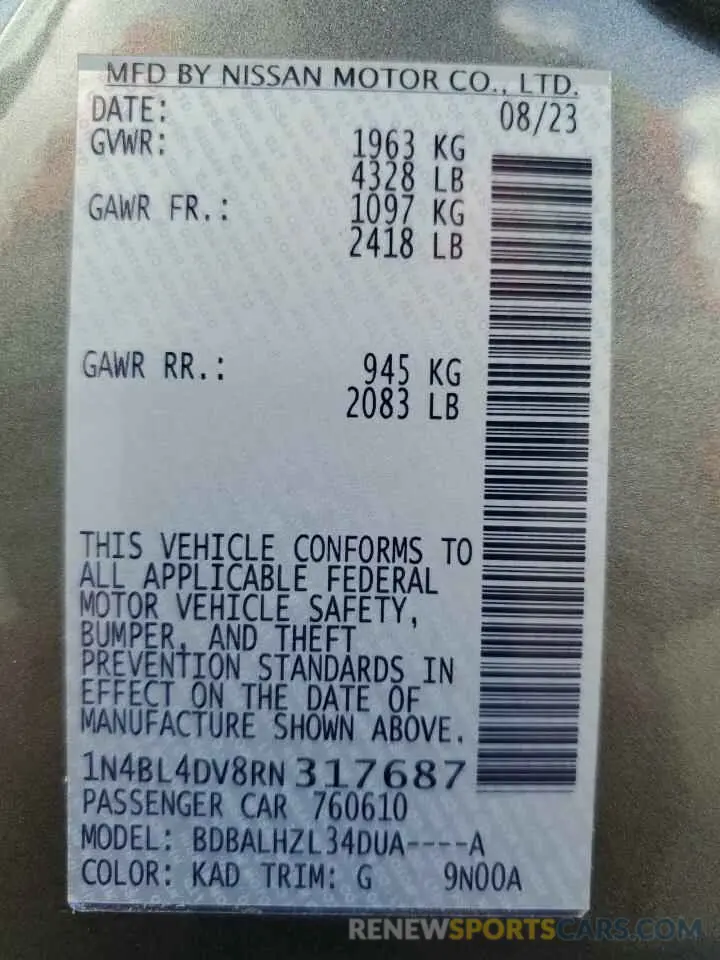 MFD BY NISSAN MOTOR CO., LTD.
DATE: 08/23
GVWR: 1963 KG
4328 LB
GAWR FR.: 1097 KG
2418 LB
GAWR RR.: 945 KG
2083 LB
THIS VEHICLE CONFORMS TO
ALL APPLICABLE FEDERAL
MOTOR VEHICLE SAFETY,
BUMPER, AND THEFT
PREVENTION STANDARDS IN
EFFECT ON THE DATE OF
MANUFACTURE SHOWN ABOVE.
1N4BL4DV8RN317687
PASSENGER CAR 760610
MODEL: BDBALHZL34DUA----A
COLOR: KAD TRIM: G 9N00A
RENEWSPORTSCARS.COM